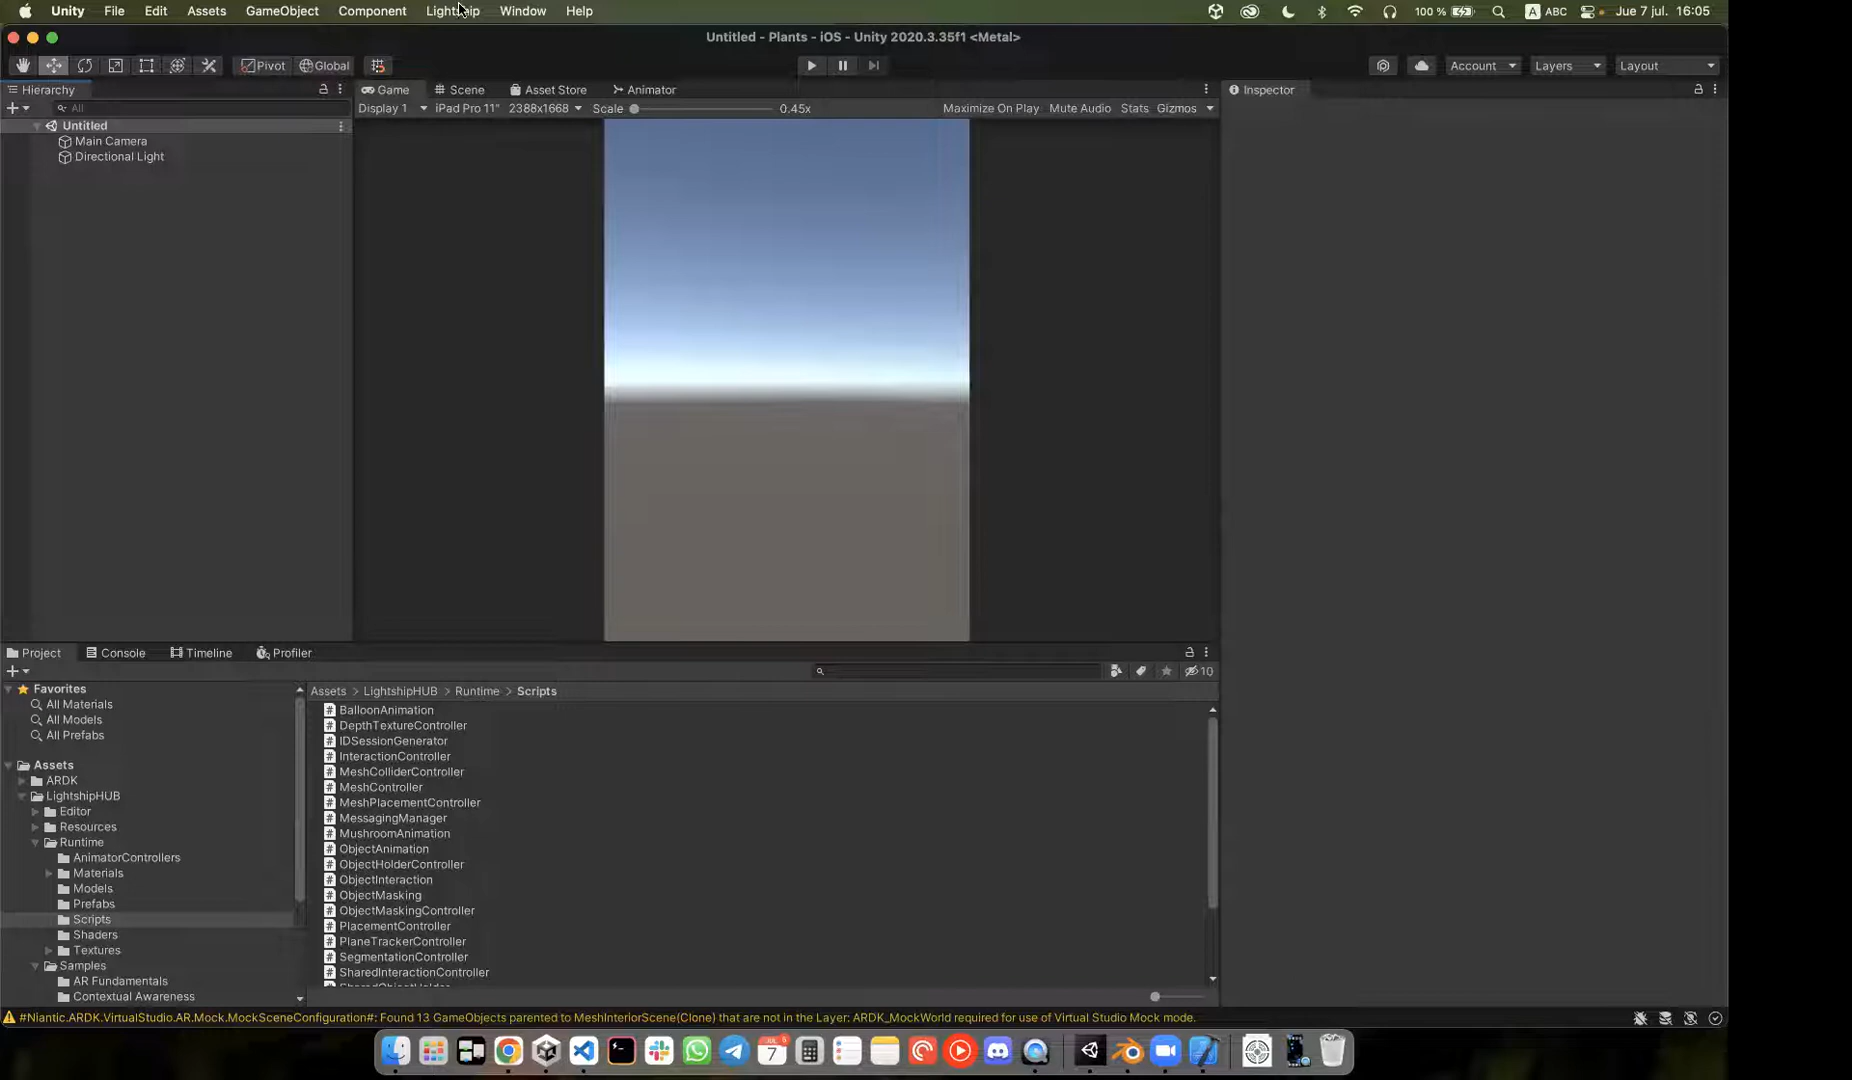 Unity File Edit Assets GameObject Component Lightship Window Help 100 % A ABC Jue 7 jul. 16:05
Untitled - Plants - iOS - Unity 2020.3.35f1 <Metal>
Pivot Global Account Layers Layout
Hierarchy Game Scene Asset Store Animator Inspector
All Display 1 iPad Pro 11" 2388x1668 Scale 0.45x Maximize On Play Mute Audio Stats Gizmos
Untitled
Main Camera
Directional Light
Project Console Timeline Profiler
10
Favorites
All Materials
All Models
All Prefabs
Assets
ARDK
LightshipHUB
Editor
Resources
Runtime
AnimatorControllers
Materials
Models
Prefabs
Scripts
Shaders
Textures
Samples
AR Fundamentals
Contextual Awareness
Assets > LightshipHUB > Runtime > Scripts
BalloonAnimation
DepthTextureController
IDSessionGenerator
InteractionController
MeshColliderController
MeshController
MeshPlacementController
MessagingManager
MushroomAnimation
ObjectAnimation
ObjectHolderController
ObjectInteraction
ObjectMasking
ObjectMaskingController
PlacementController
PlaneTrackerController
SegmentationController
SharedInteractionController
#Niantic.ARDK.VirtualStudio.AR.Mock.MockSceneConfiguration#: Found 13 GameObjects parented to MeshInteriorScene(Clone) that are not in the Layer: ARDK_MockWorld required for use of Virtual Studio Mock mode.